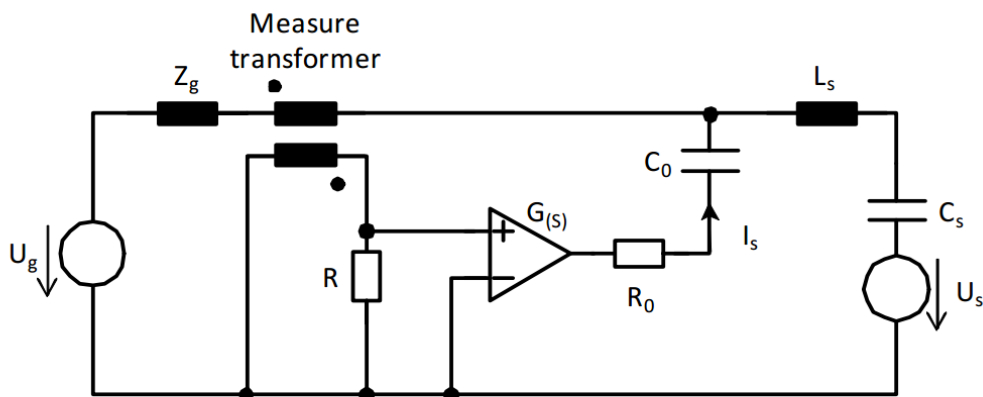 Measure
transformer
Zg
Ls
C0
G(S)
Cs
Ug
R
Is
R0
Us